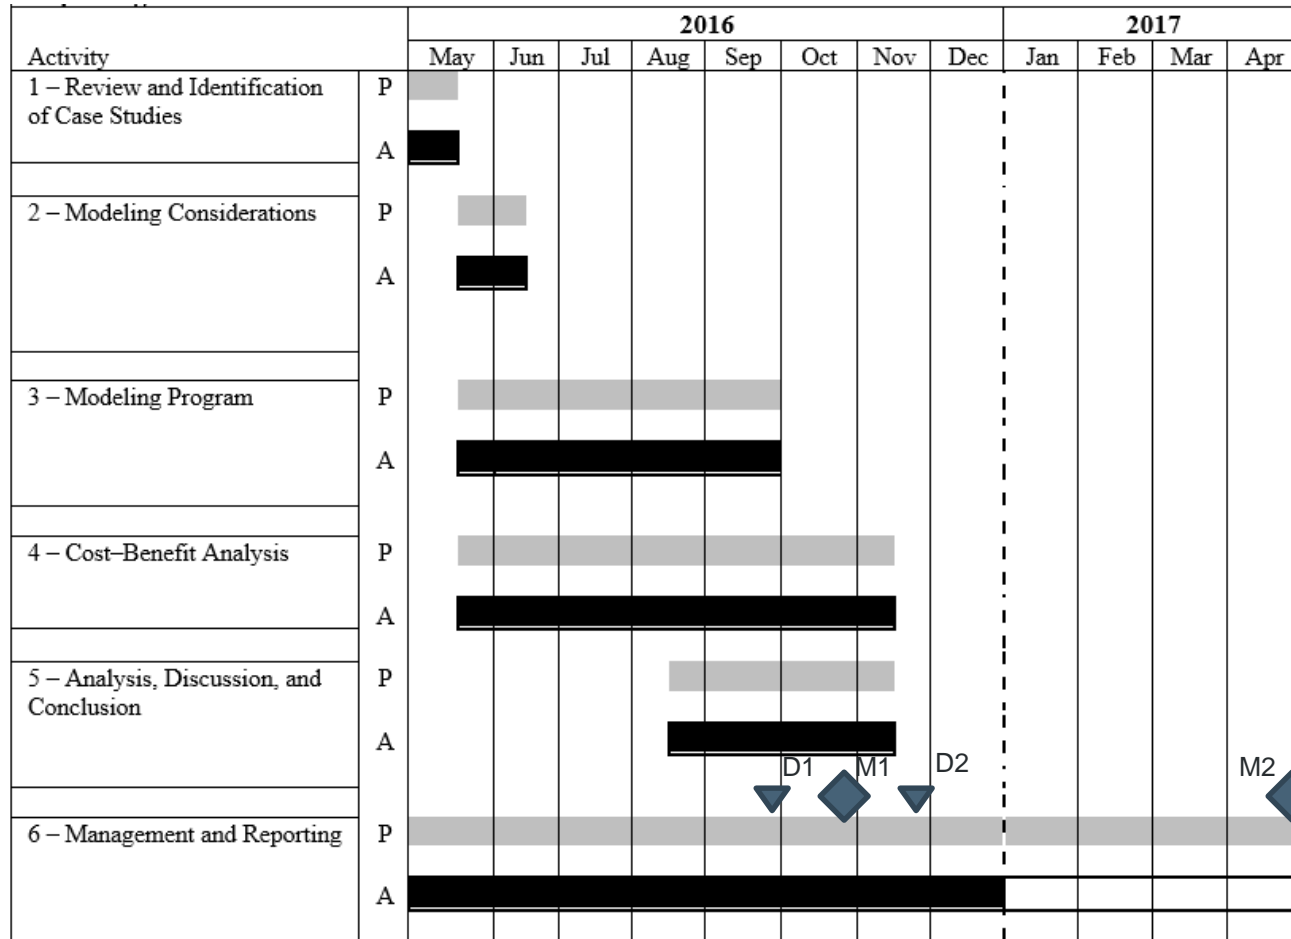 2016 2017
Activity May Jun Jul Aug Sep Oct Nov Dec Jan Feb Mar Apr
1 – Review and Identification P
of Case Studies
A
2 – Modeling Considerations P
A
3 – Modeling Program P
A
4 – Cost–Benefit Analysis P
A
5 – Analysis, Discussion, and P
Conclusion
A
D1 M1 D2 M2
6 – Management and Reporting P
A